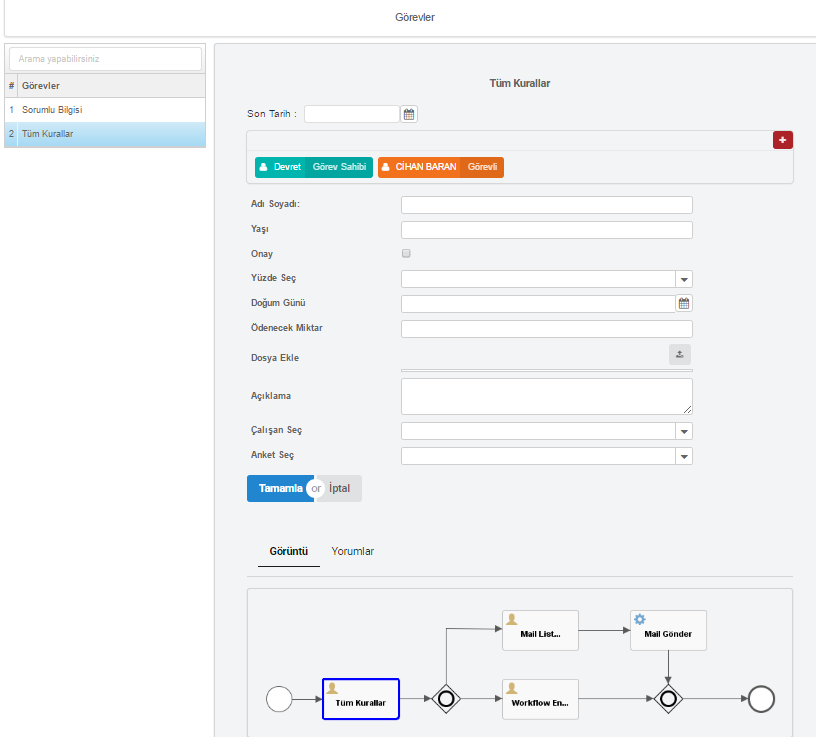 Görevler
Arama yapabilirsiniz
# Görevler
1 Sorumlu Bilgisi
2 Tüm Kurallar
Tüm Kurallar
Son Tarih :
Devret Görev Sahibi CİHAN BARAN Görevli
Adı Soyadı:
Yaşı
Onay
Yüzde Seç
Doğum Günü
Ödenecek Miktar
Dosya Ekle
Açıklama
Çalışan Seç
Anket Seç
Tamamla or İptal
Görüntü Yorumlar
Mail List... Mail Gönder
Tüm Kurallar Workflow En...